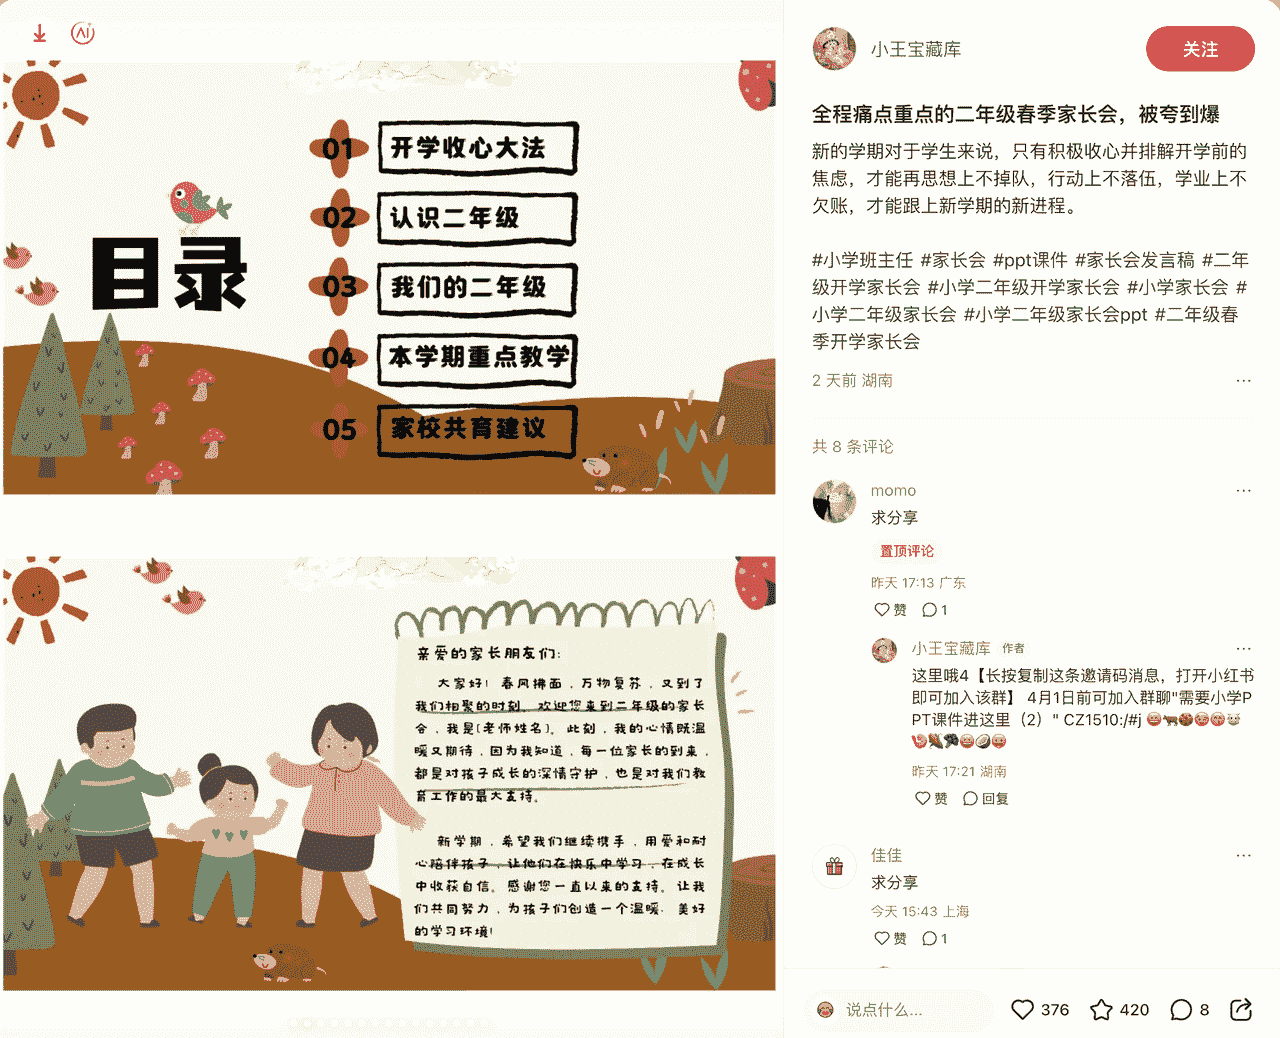 AI
目录
01 开学收心大法
02 认识二年级
03 我们的二年级
04 本学期重点教学
05 家校共育建议
亲爱的家长朋友们：
大家好！春风拂面，万物复苏，又到了
我们相聚的时刻。欢迎您来到二年级的家长
会，我是[老师姓名]。此刻，我的心情既温
暖又期待，因为我知道，每一位家长的到来，
都是对孩子成长的深情守护，也是对我们教
育工作的最大支持。
新学期，希望我们继续携手，用爱和耐
心陪伴孩子，让他们在快乐中学习，在成长
中收获自信。感谢您一直以来的支持。让我
们共同努力，为孩子们创造一个温暖、美好
的学习环境！
小王宝藏库
关注
全程痛点重点的二年级春季家长会，被夸到爆
新的学期对于学生来说，只有积极收心并排解开学前的
焦虑，才能再思想上不掉队，行动上不落伍，学业上不
欠账，才能跟上新学期的新进程。
#小学班主任 #家长会 #ppt课件 #家长会发言稿 #二年
级开学家长会 #小学二年级开学家长会 #小学家长会 #
小学二年级家长会 #小学二年级家长会ppt #二年级春
季开学家长会
2 天前 湖南
共 8 条评论
momo
求分享
置顶评论
昨天 17:13 广东
赞 1
小王宝藏库 作者
这里哦4【长按复制这条邀请码消息，打开小红书
即可加入该群】 4月1日前可加入群聊"需要小学P
PT课件进这里（2）" CZ1510:/#j
昨天 17:21 湖南
赞 回复
佳佳
求分享
今天 15:43 上海
赞 1
说点什么... 376 420 8